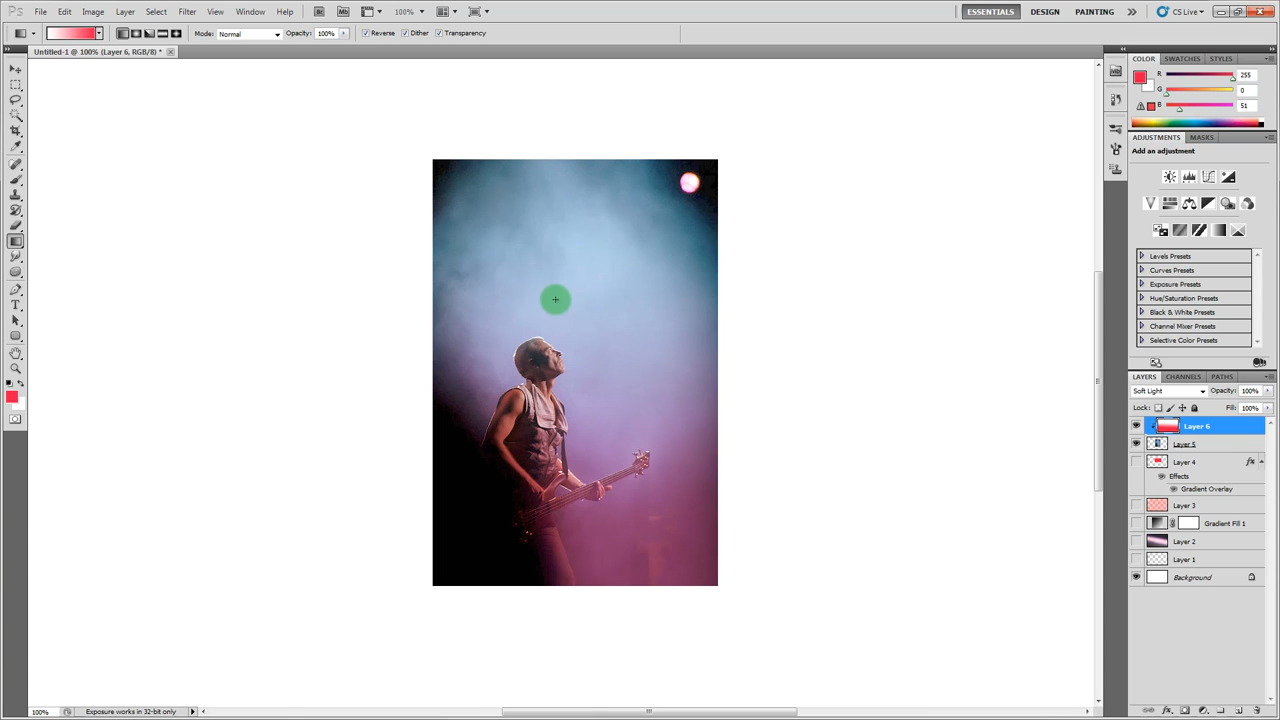 Ps File Edit Image Layer Select Filter Analysis 3D View Window Help Mb 100% ESSENTIALS DESIGN PAINTING CS Live
Mode: Normal Opacity: 100% Reverse Dither Transparency
Untitled-1 @ 100% (Layer 6, RGB/8) *
COLOR SWATCHES STYLES
R 255
G 0
B 51
ADJUSTMENTS MASKS
Add an adjustment
Levels Presets
Curves Presets
Exposure Presets
Hue/Saturation Presets
Black & White Presets
Channel Mixer Presets
Selective Color Presets
LAYERS CHANNELS PATHS
Soft Light Opacity: 100%
Lock: Fill: 100%
Layer 6
Layer 5
Layer 4 fx
Effects
Gradient Overlay
Layer 3
Gradient Fill 1
Layer 2
Layer 1
Background
100% Exposure works in 32-bit only